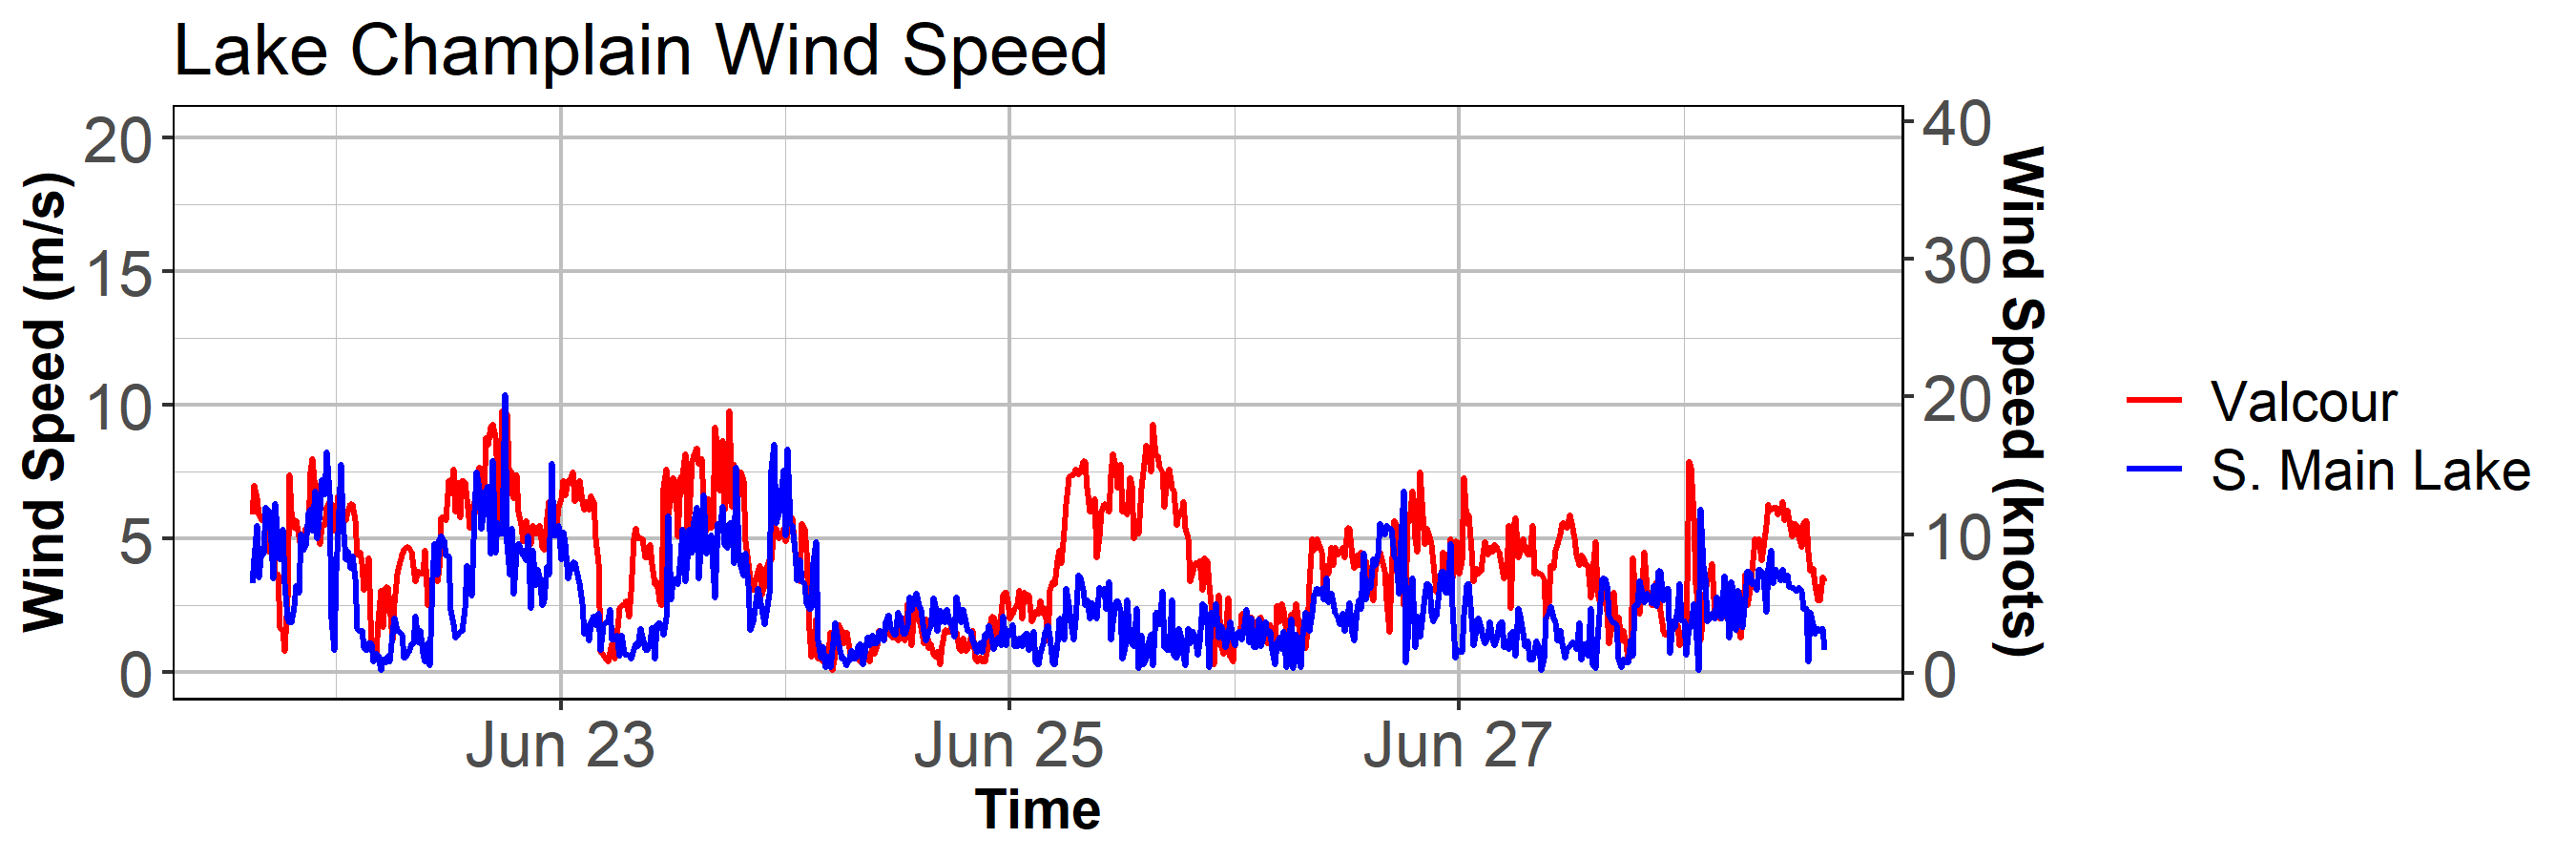 Lake Champlain Wind Speed
Wind Speed (m/s)
20
15
10
5
0
40
30
20
10
0
Wind Speed (knots)
Jun 23
Jun 25
Jun 27
Time
Valcour
S. Main Lake